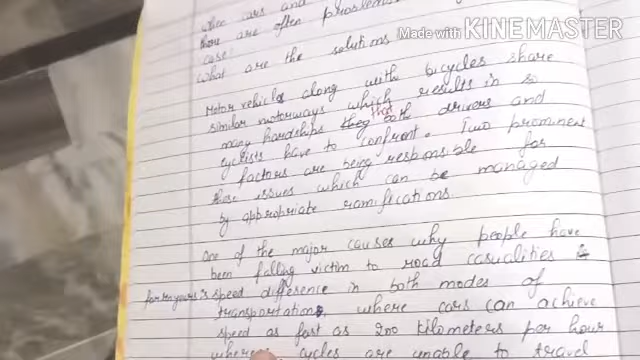 when cars and
there are often problems
case!
what are the solutions
Made with KINEMASTER
Motor vehicles along with bicycles share
similar motorways which results in so
many hardships that both drivers and
cyclists have to confront. Two prominent
factors are being responsible for
these issues which can be managed
by appropriate ramifications.
One of the major causes why people have
been falling victim to road casualities is
speed difference in both modes of
transportation, where cars can achieve
speed as fast as 200 kilometers per hour
where cycles are unable to travel